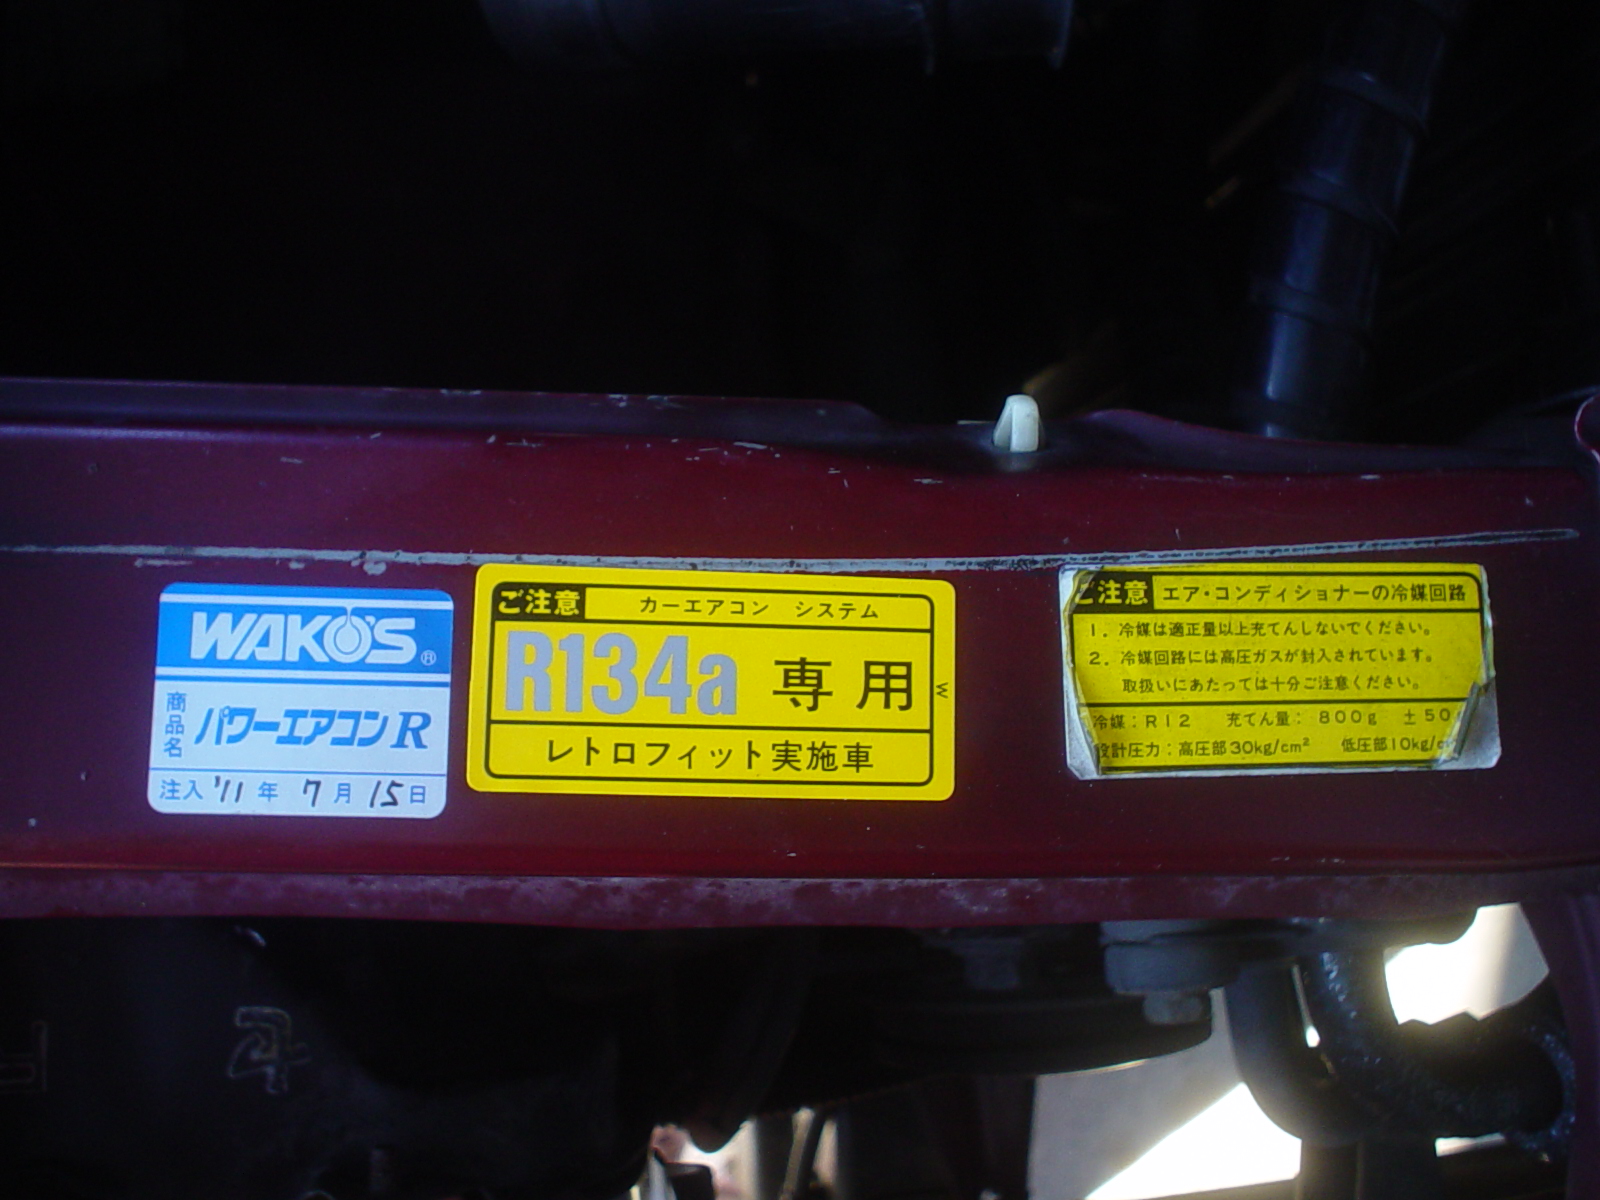 WAKO'S®
商品名 パワーエアコンR
注入 '11年 7月 15日
ご注意 カーエアコン システム
R134a 専用
レトロフィット実施車
W
ご注意 エア・コンディショナーの冷媒回路
1. 冷媒は適正量以上充てんしないでください。
2. 冷媒回路には高圧ガスが封入されています。
取扱いにあたっては十分ご注意ください。
冷媒：R12 充てん量：800g ±50
設計圧力：高圧部30kg/cm² 低圧部10kg/c